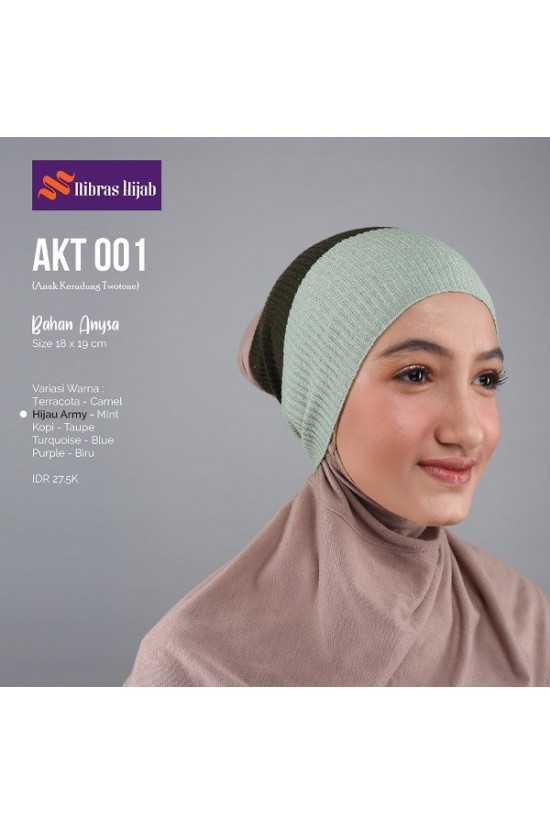 Nibras Hijab
AKT 001
(Anak Kerudung Twotone)
Bahan Anysa
Size 18 x 19 cm
Variasi Warna :
Terracota - Camel
Hijau Army - Mint
Kopi - Taupe
Turquoise - Blue
Purple - Biru
IDR 27.5K